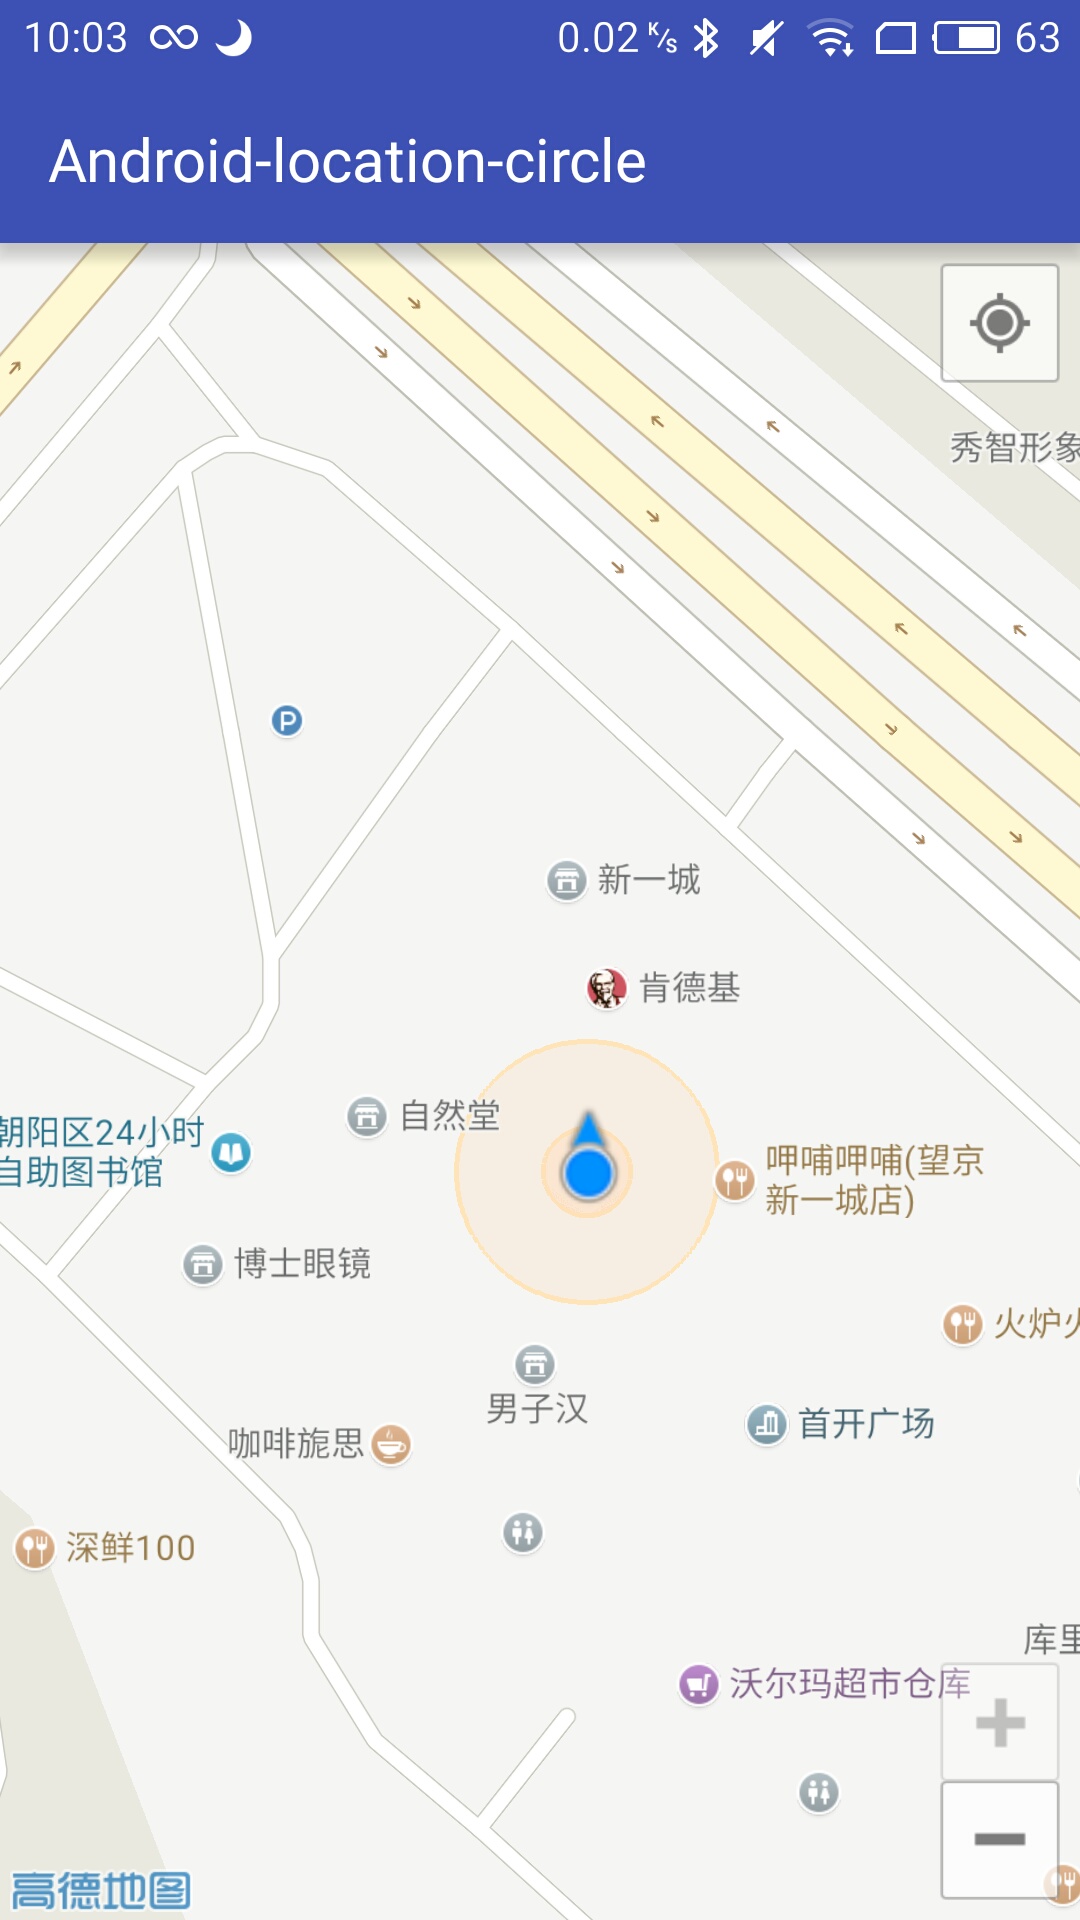 10:03
0.02 K/s
63
Android-location-circle
秀智形象
P
新一城
肯德基
自然堂
朝阳区24小时
自助图书馆
呷哺呷哺(望京
新一城店)
博士眼镜
火炉火
男子汉
首开广场
咖啡旎思
深鲜100
库里
沃尔玛超市仓库
高德地图